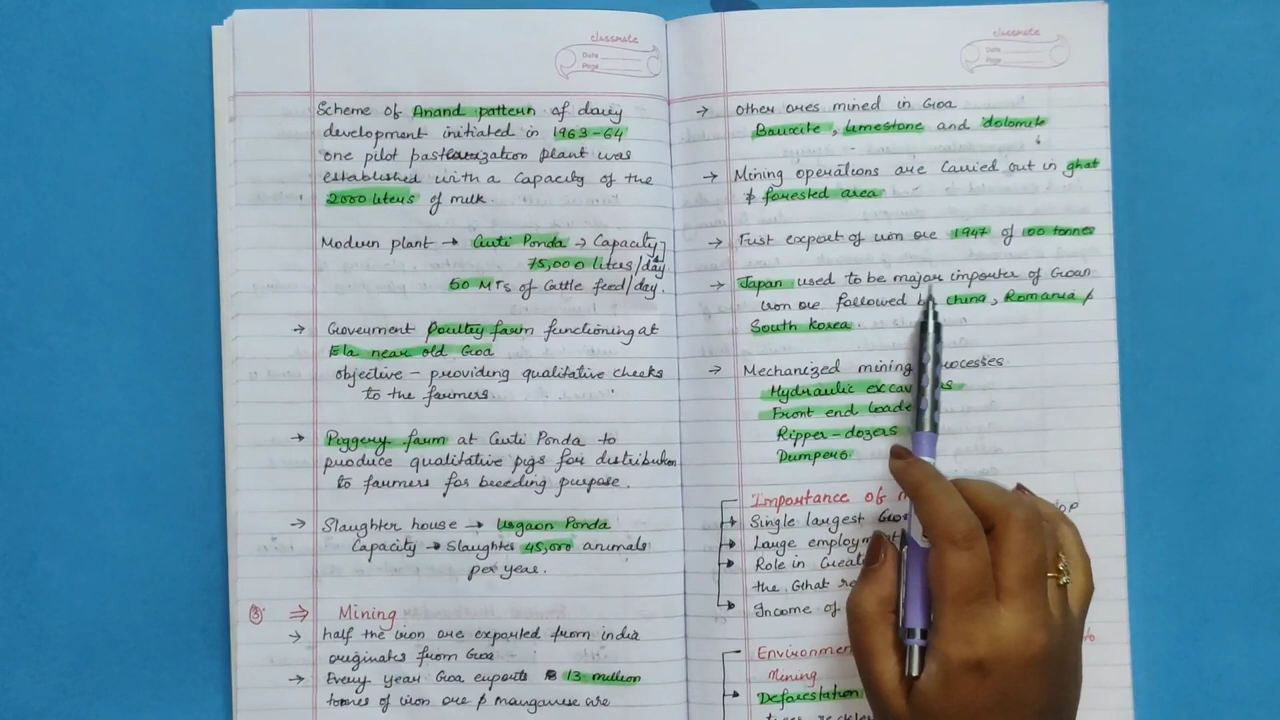 classmate
Date
Page
Scheme of Anand pattern of dairy
development initiated in 1963-64
one pilot pasteurization plant was
established with a capacity of the
2000 liters of milk.
Modern plant → Curti Ponda → Capacity
75,000 liters/day
50 MTs of Cattle feed/day.
→ Government Poultry farm functioning at
Ela near old Goa
objective – providing qualitative cheeks
to the farmers
→ Piggery farm at Curti Ponda to
produce qualitative pigs for distribution
to farmers for breeding purpose.
→ Slaughter house → Usgaon Ponda
Capacity → Slaughter 45,000 animals
per year.
③ ⇒ Mining
→ half the iron ore exported from india
originates from Goa
→ Every year Goa exports 13 million
tonnes of iron ore & manganese are
classmate
Date
Page
→ Other ores mined in Goa
Bauxite, limestone and dolomite
→ Mining operations are carried out in ghat
& forested area
→ First export of iron ore 1947 of 100 tonnes
→ Japan used to be major importer of Goan
iron ore followed by China, Romania &
South Korea.
→ Mechanized mining processes
Hydraulic
Front end
Ripper-dozers
Dumpers.
Importance of
→ Single largest
→ Large
→ Role in
the Ghat
→ Income of
Mining
→ Deforestation